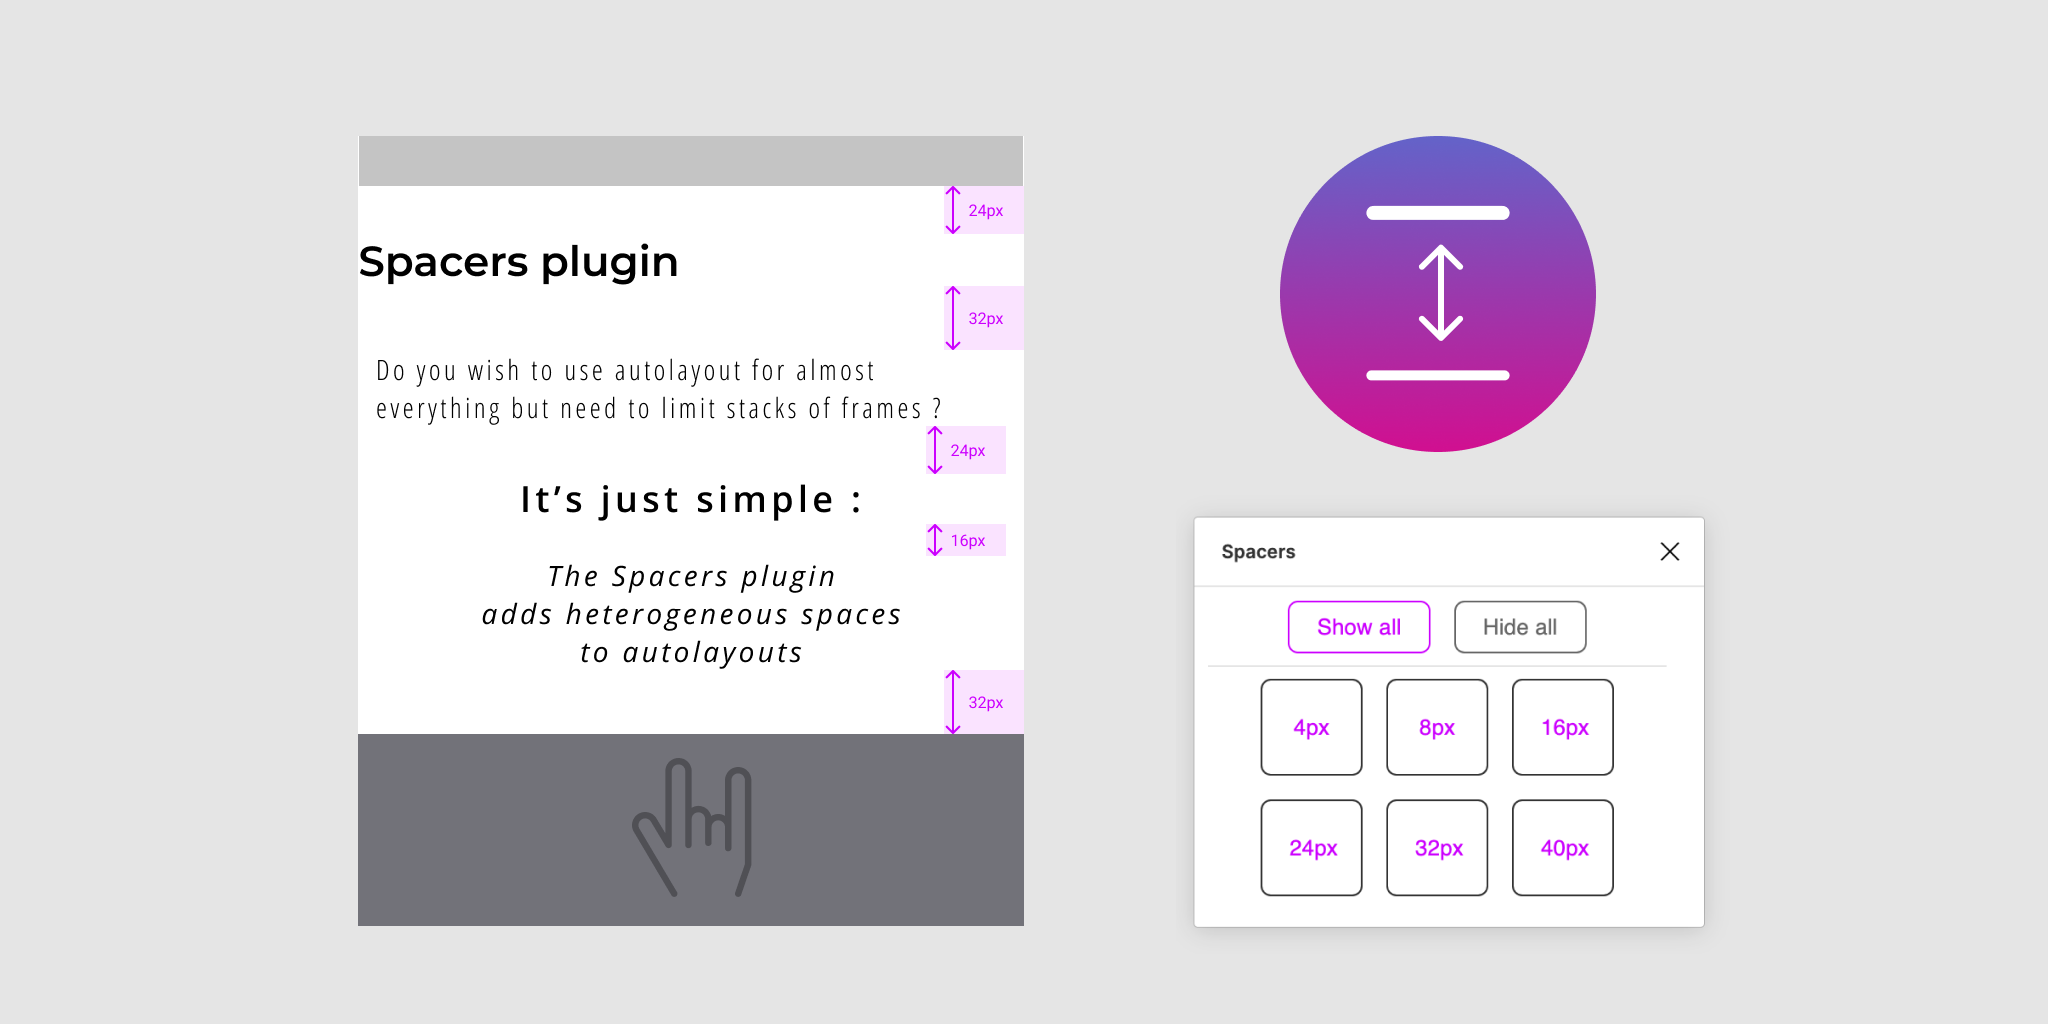 24px
Spacers plugin
32px
Do you wish to use autolayout for almost
everything but need to limit stacks of frames ?
24px
It’s just simple :
16px
The Spacers plugin
adds heterogeneous spaces
to autolayouts
32px
Spacers
Show all Hide all
4px 8px 16px
24px 32px 40px